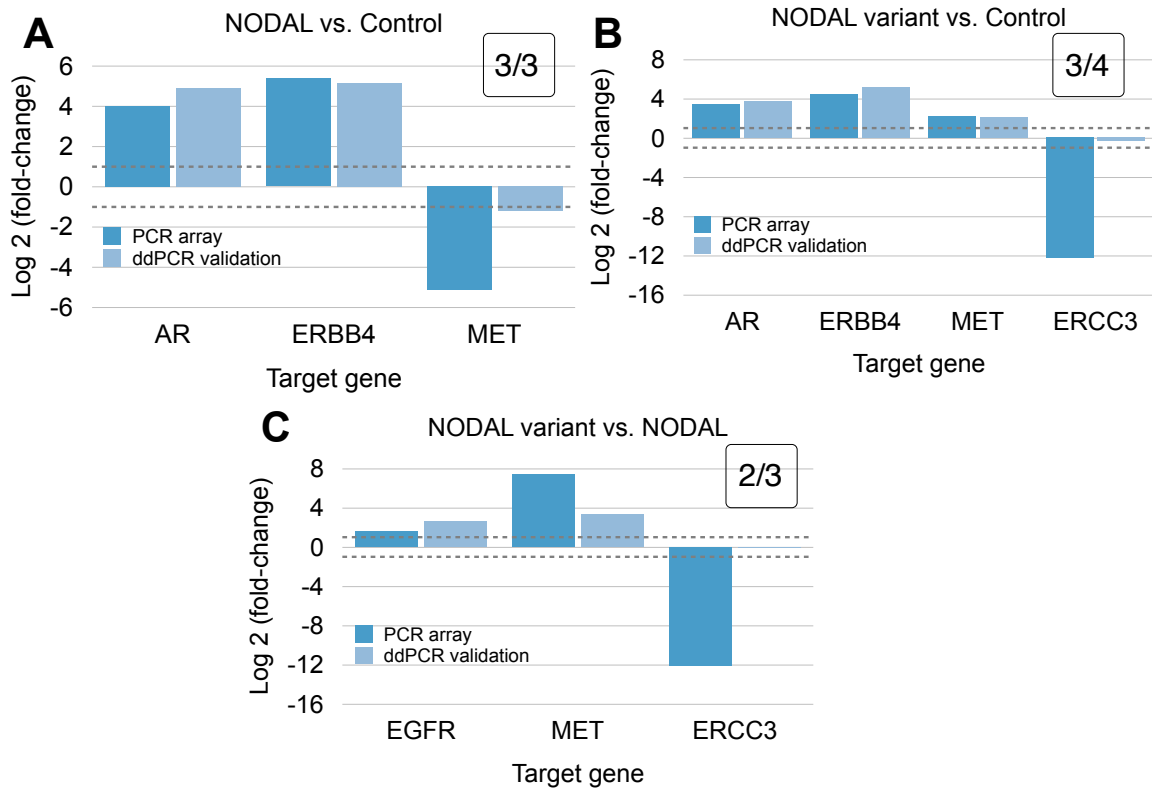 A
NODAL vs. Control
3/3
Log 2 (fold-change)
6
4
2
0
-2
-4
-6
PCR array
ddPCR validation
AR ERBB4 MET
Target gene
B
NODAL variant vs. Control
3/4
Log 2 (fold-change)
8
4
0
-4
-8
-12
-16
PCR array
ddPCR validation
AR ERBB4 MET ERCC3
Target gene
C
NODAL variant vs. NODAL
2/3
Log 2 (fold-change)
8
4
0
-4
-8
-12
-16
PCR array
ddPCR validation
EGFR MET ERCC3
Target gene